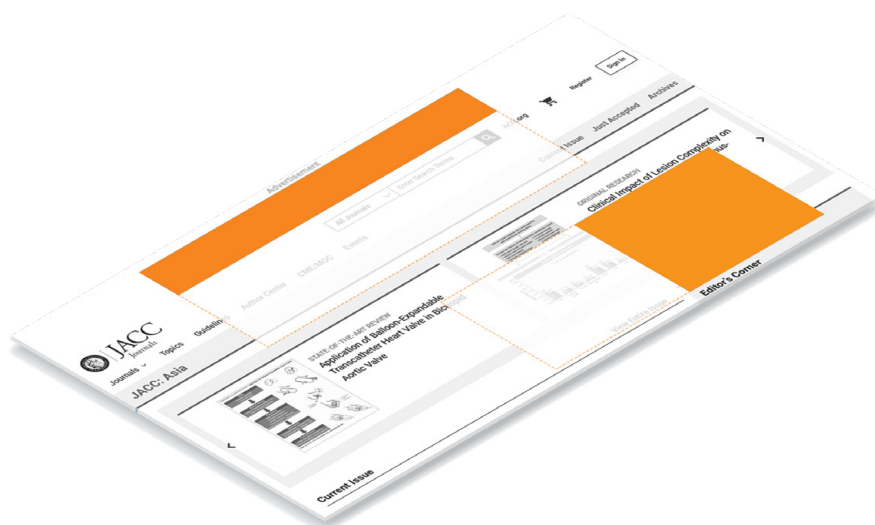 Advertisement
Sign In
Register
ACC.org
Enter Search Terms
All Journals
JACC
Journals
Journals
Topics
Guidelines
Author Center
CME/MOC
Events
Current Issue
Just Accepted
Archives
JACC: Asia
STATE-OF-THE-ART REVIEW
Application of Balloon-Expandable
Transcatheter Heart Valve in Bicuspid
Aortic Valve
ORIGINAL RESEARCH
Clinical Impact of Lesion Complexity on
View Entire Issue
Current Issue
Editor's Corner